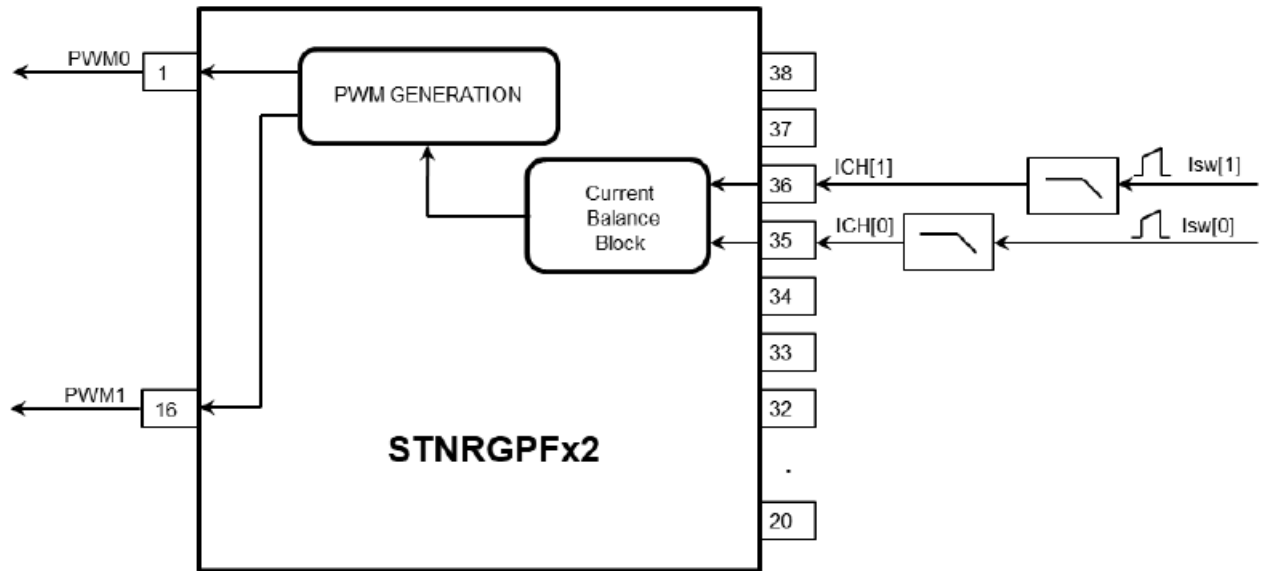 PWM0
1
PWM GENERATION
38
37
36
ICH[1]
Isw[1]
Current
Balance
Block
35
ICH[0]
Isw[0]
34
33
PWM1
16
32
STNRGPFx2
.
20